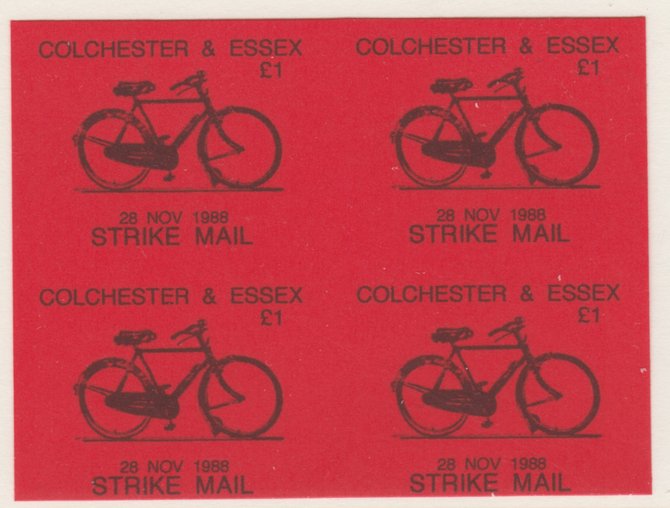 COLCHESTER & ESSEX
£1
28 NOV 1988
STRIKE MAIL
COLCHESTER & ESSEX
£1
28 NOV 1988
STRIKE MAIL
COLCHESTER & ESSEX
£1
28 NOV 1988
STRIKE MAIL
COLCHESTER & ESSEX
£1
28 NOV 1988
STRIKE MAIL